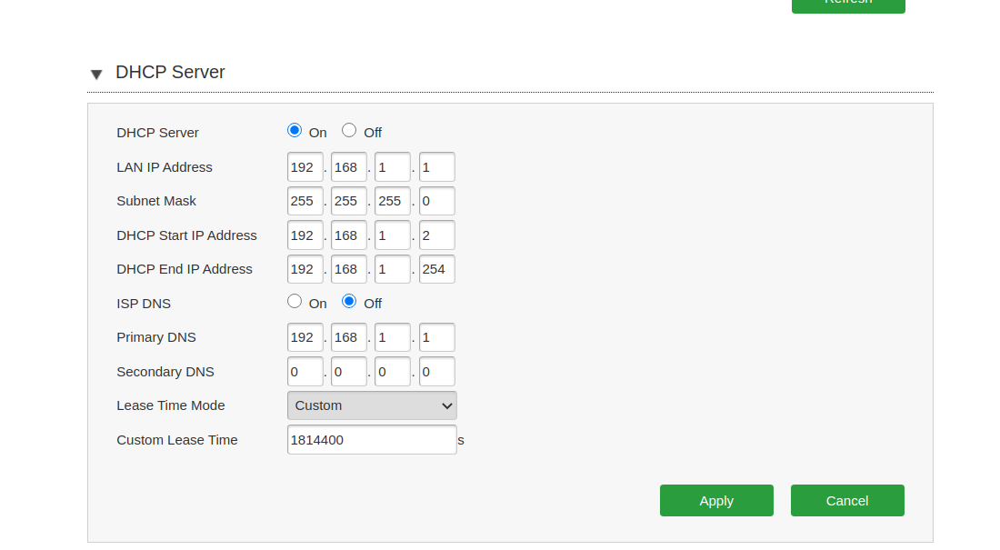 Refresh
DHCP Server
DHCP Server On Off
LAN IP Address 192 . 168 . 1 . 1
Subnet Mask 255 . 255 . 255 . 0
DHCP Start IP Address 192 . 168 . 1 . 2
DHCP End IP Address 192 . 168 . 1 . 254
ISP DNS On Off
Primary DNS 192 . 168 . 1 . 1
Secondary DNS 0 . 0 . 0 . 0
Lease Time Mode Custom
Custom Lease Time 1814400 s
Apply Cancel